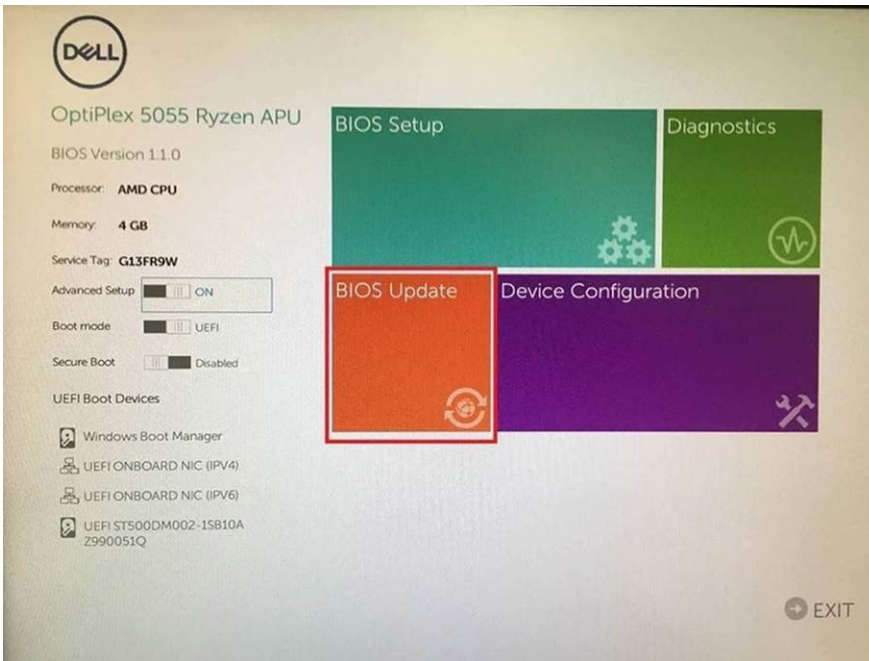 DELL
OptiPlex 5055 Ryzen APU
BIOS Version 1.1.0
Processor: AMD CPU
Memory: 4 GB
Service Tag: G13FR9W
Advanced Setup ON
Boot mode UEFI
Secure Boot Disabled
UEFI Boot Devices
Windows Boot Manager
UEFI ONBOARD NIC (IPV4)
UEFI ONBOARD NIC (IPV6)
UEFI ST500DM002-1SB10A
Z990051Q
BIOS Setup
Diagnostics
BIOS Update
Device Configuration
EXIT